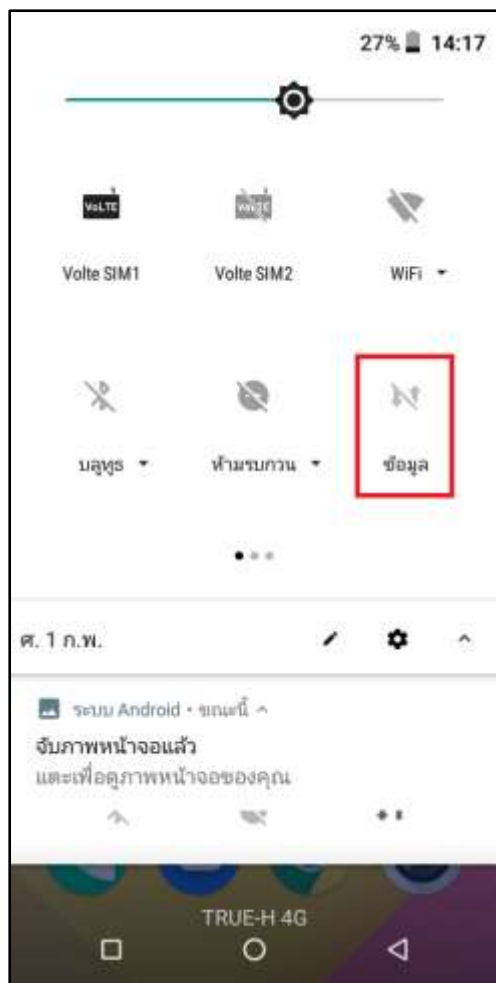 27% 14:17
VoLTE VoLTE
Volte SIM1 Volte SIM2 WiFi
บลูทูธ ห้ามรบกวน ข้อมูล
ศ. 1 ก.พ.
ระบบ Android • ขณะนี้
จับภาพหน้าจอแล้ว
แตะเพื่อดูภาพหน้าจอของคุณ
TRUE-H 4G